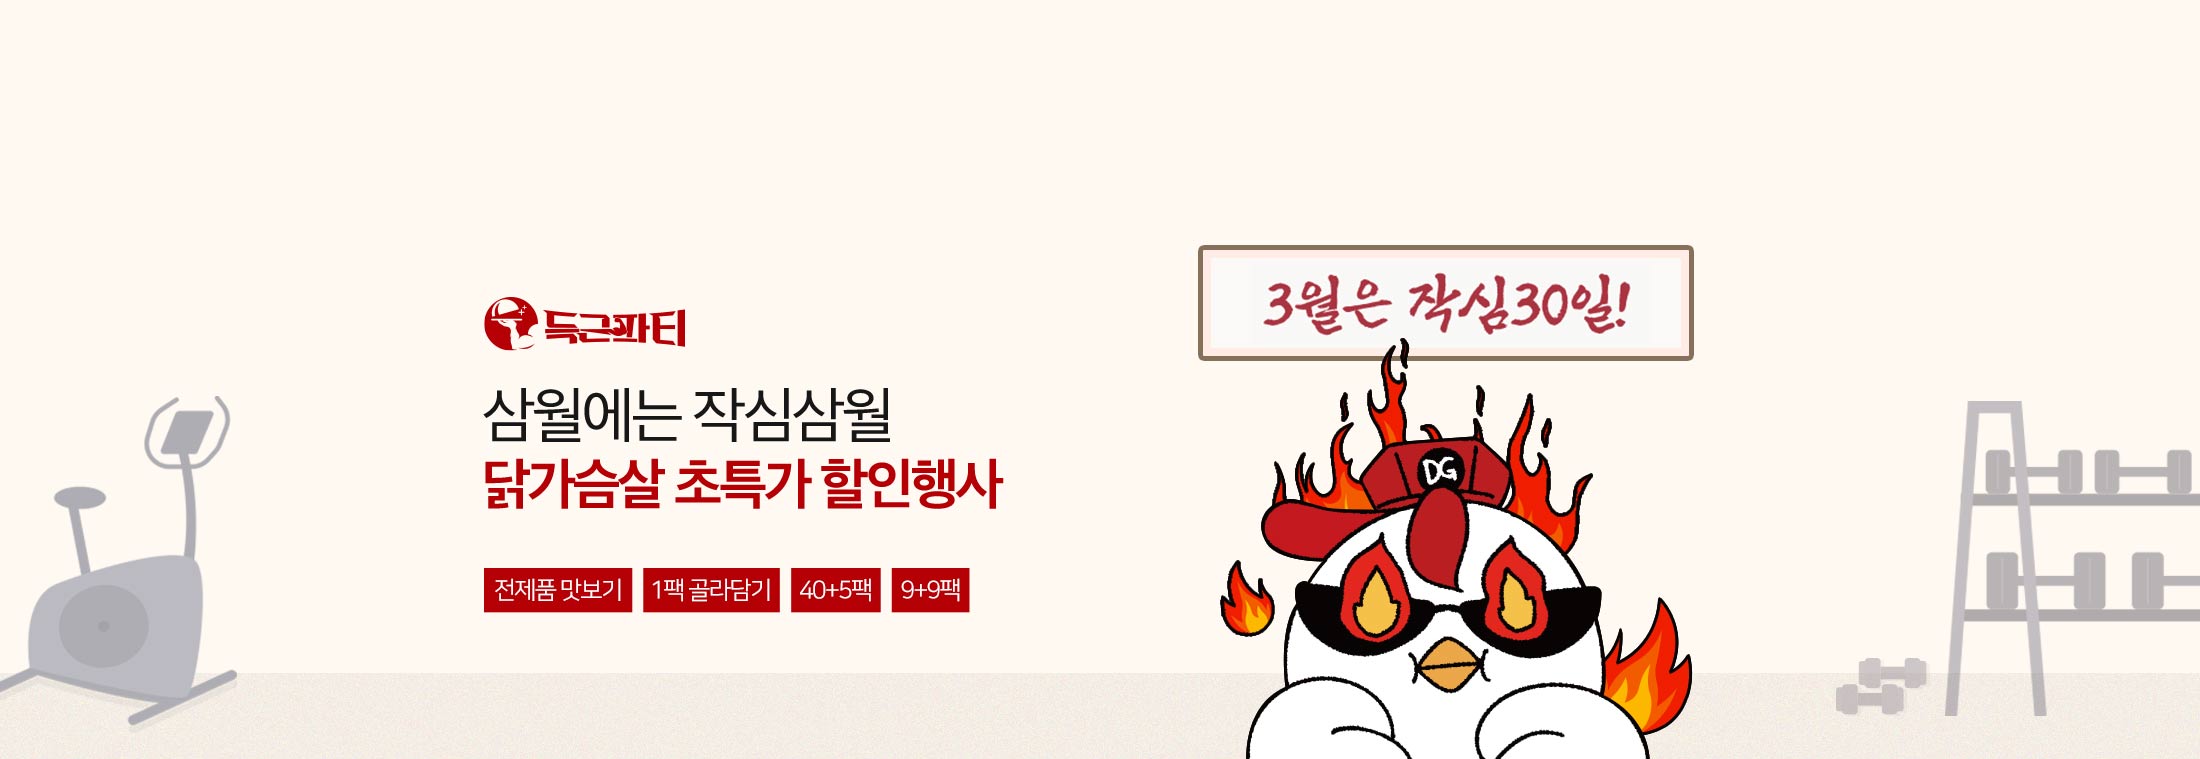 득근파티
삼월에는 작심삼월
닭가슴살 초특가 할인행사
전제품 맛보기 1팩 골라담기 40+5팩 9+9팩
3월은 작심30일!
DG